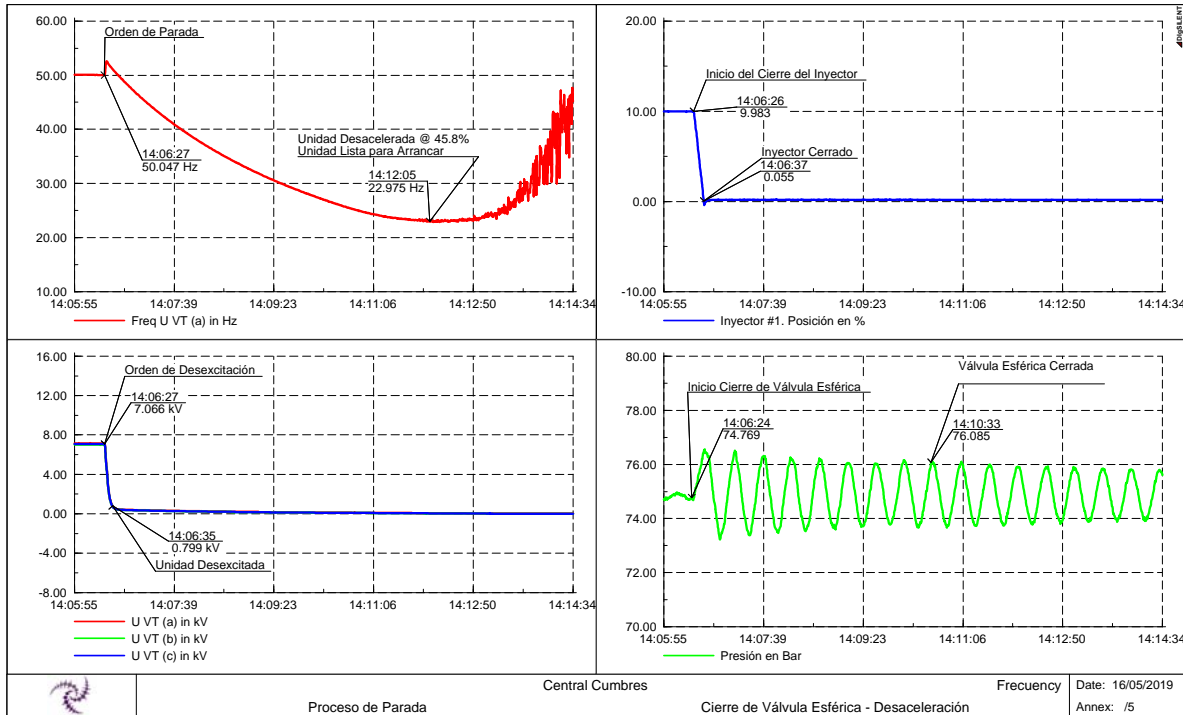 60.00
50.00
40.00
30.00
20.00
10.00
Orden de Parada
14:06:27
50.047 Hz
Unidad Desacelerada @ 45.8%
Unidad Lista para Arrancar
14:12:05
22.975 Hz
14:05:55 14:07:39 14:09:23 14:11:06 14:12:50 14:14:34
Freq U VT (a) in Hz
20.00
10.00
0.00
-10.00
Inicio del Cierre del Inyector
14:06:26
9.983
Inyector Cerrado
14:06:37
0.055
14:05:55 14:07:39 14:09:23 14:11:06 14:12:50 14:14:34
Inyector #1. Posición en %
DIgSILENT
16.00
12.00
8.00
4.00
0.00
-4.00
-8.00
Orden de Desexcitación
14:06:27
7.066 kV
14:06:35
0.799 kV
Unidad Desexcitada
14:05:55 14:07:39 14:09:23 14:11:06 14:12:50 14:14:34
U VT (a) in kV
U VT (b) in kV
U VT (c) in kV
80.00
78.00
76.00
74.00
72.00
70.00
Inicio Cierre de Válvula Esférica
14:06:24
74.769
Válvula Esférica Cerrada
14:10:33
76.085
14:05:55 14:07:39 14:09:23 14:11:06 14:12:50 14:14:34
Presión en Bar
Central Cumbres Frecuency
Proceso de Parada Cierre de Válvula Esférica - Desaceleración
Date: 16/05/2019
Annex: /5